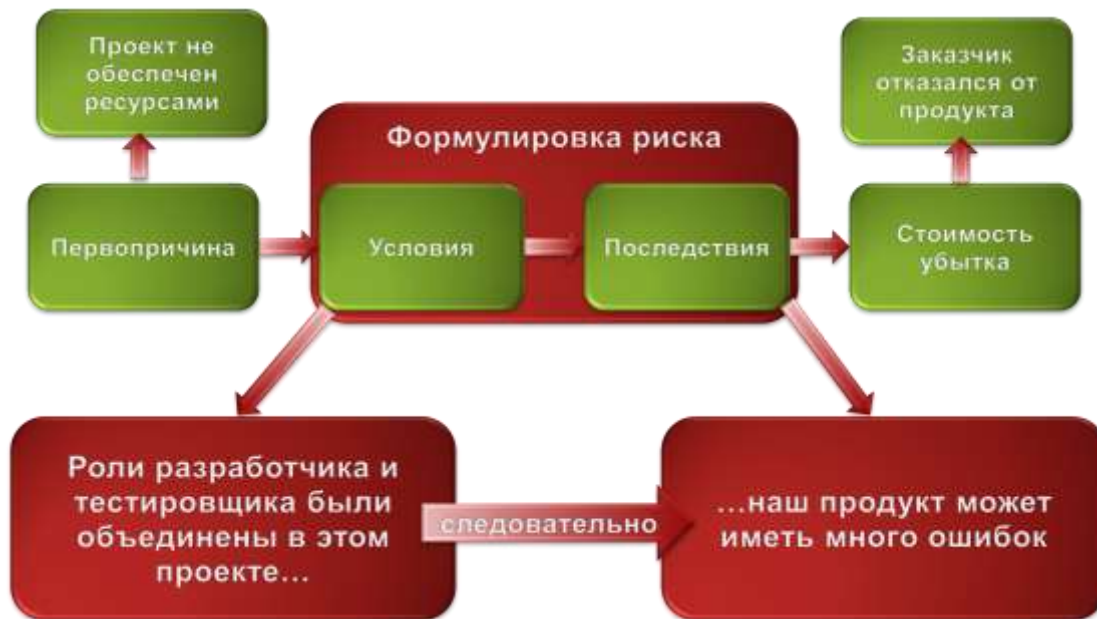 Проект не
обеспечен
ресурсами
Заказчик
отказался от
продукта
Формулировка риска
Первопричина
Условия
Последствия
Стоимость
убытка
Роли разработчика и
тестировщика были
объединены в этом
проекте...
следовательно
...наш продукт может
иметь много ошибок